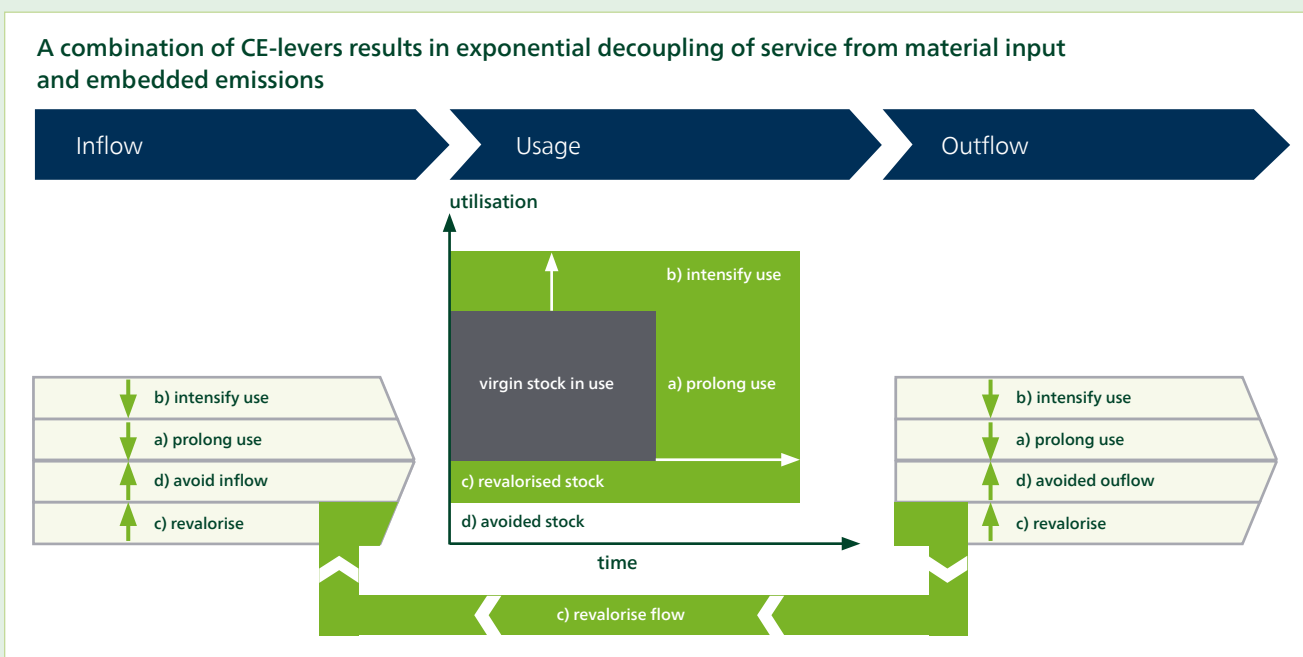 A combination of CE-levers results in exponential decoupling of service from material input
and embedded emissions
Inflow
Usage
Outflow
utilisation
b) intensify use
virgin stock in use
a) prolong use
c) revalorised stock
d) avoided stock
time
b) intensify use
a) prolong use
d) avoid inflow
c) revalorise
b) intensify use
a) prolong use
d) avoided ouflow
c) revalorise
c) revalorise flow